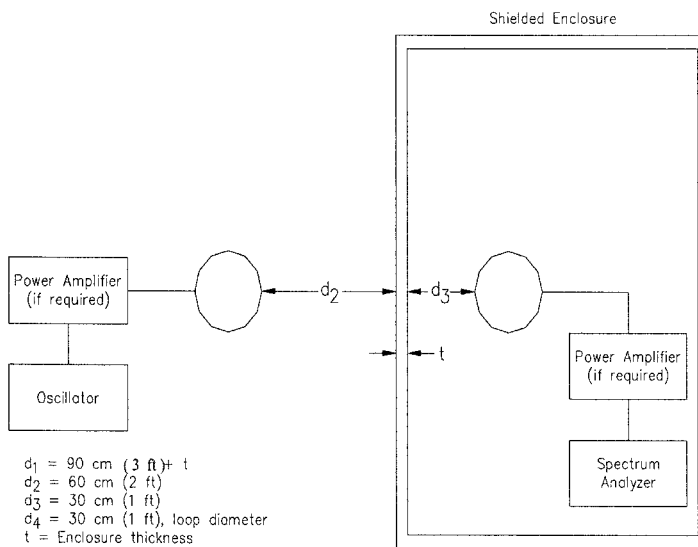 Shielded Enclosure
Power Amplifier
(if required)
Oscillator
d2
d3
t
Power Amplifier
(if required)
Spectrum
Analyzer
d1 = 90 cm (3 ft)+ t
d2 = 60 cm (2 ft)
d3 = 30 cm (1 ft)
d4 = 30 cm (1 ft), loop diameter
t = Enclosure thickness